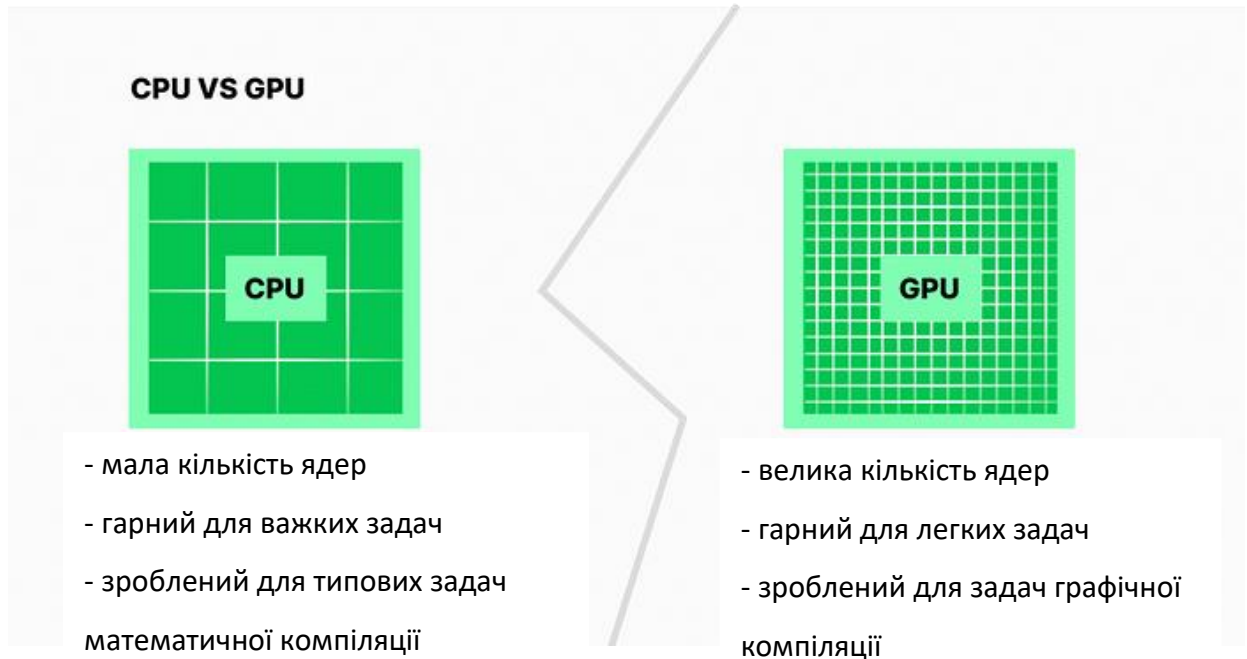 CPU VS GPU
CPU
- мала кількість ядер
- гарний для важких задач
- зроблений для типових задач
математичної компіляції
GPU
- велика кількість ядер
- гарний для легких задач
- зроблений для задач графічної
компіляції